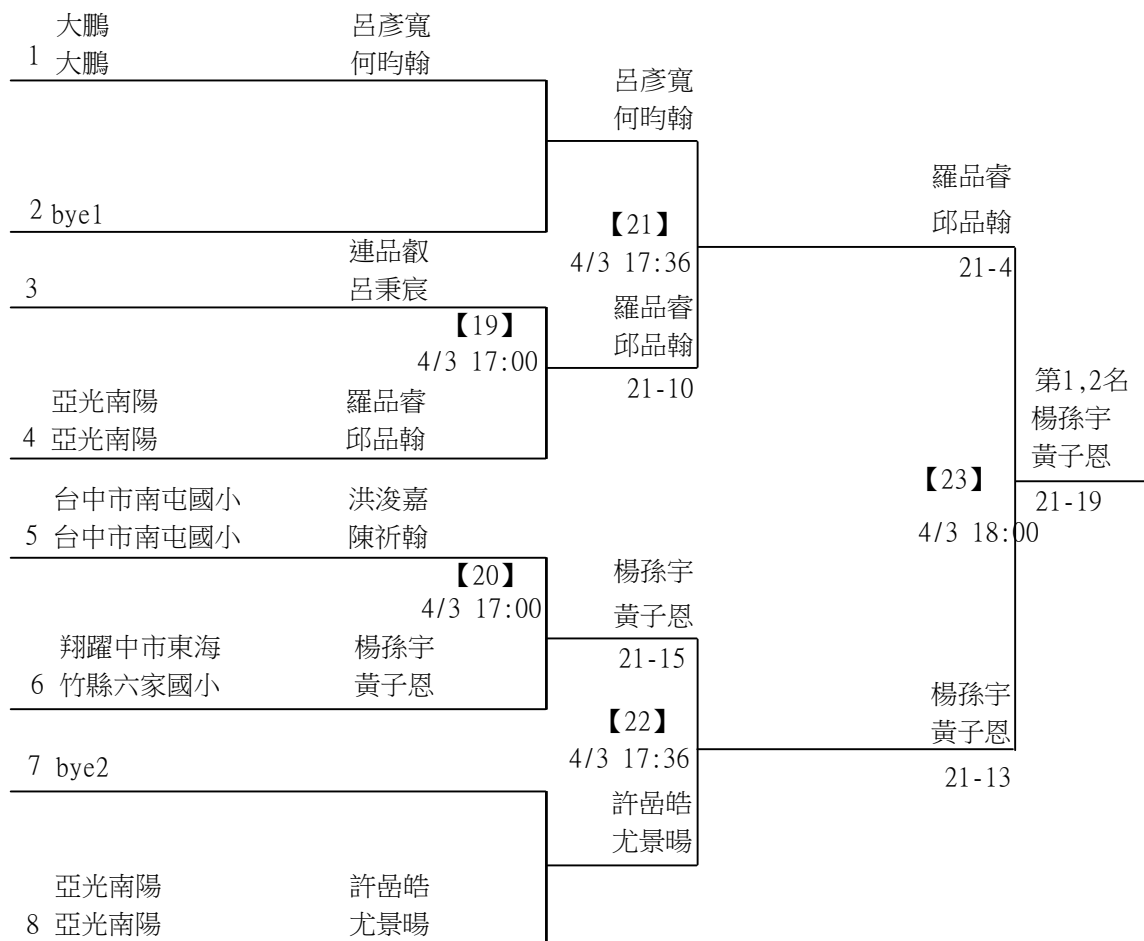 大鵬 呂彥寬
1 大鵬 何昀翰
呂彥寬
何昀翰
羅品睿
邱品翰
21-4
2 bye1
【21】
4/3 17:36
連品叡
3 呂秉宸
【19】
4/3 17:00
羅品睿
邱品翰
21-10
亞光南陽 羅品睿
4 亞光南陽 邱品翰
第1,2名
楊孫宇
黃子恩
21-19
【23】
4/3 18:00
台中市南屯國小 洪浚嘉
5 台中市南屯國小 陳祈翰
【20】
4/3 17:00
楊孫宇
黃子恩
21-15
翔躍中市東海 楊孫宇
6 竹縣六家國小 黃子恩
【22】
4/3 17:36
楊孫宇
黃子恩
21-13
7 bye2
許嵒皓
尤景暘
亞光南陽 許嵒皓
8 亞光南陽 尤景暘